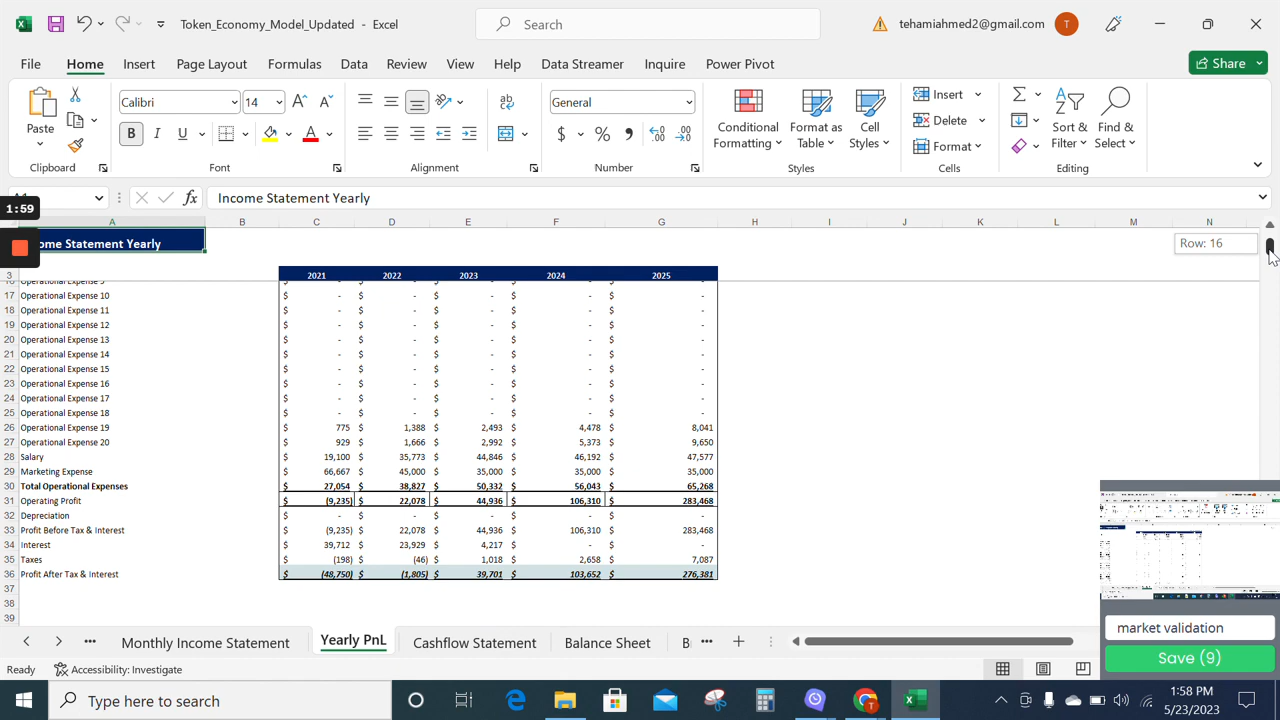 Token_Economy_Model_Updated - Excel
Search
tehamiahmed2@gmail.com
T
File Home Insert Page Layout Formulas Data Review View Help Data Streamer Inquire Power Pivot
Share
Paste
Calibri 14
B I U
ab
General
$ %
Conditional Formatting
Format as Table
Cell Styles
Insert
Delete
Format
Sort & Filter
Find & Select
Clipboard Font Alignment Number Styles Cells Editing
1:59
fx Income Statement Yearly
A B C D E F G H I J K L M N
ome Statement Yearly
Row: 16
3 2021 2022 2023 2024 2025
16 Operational Expense 9 $ - $ - $ - $ - $ -
17 Operational Expense 10 $ - $ - $ - $ - $ -
18 Operational Expense 11 $ - $ - $ - $ - $ -
19 Operational Expense 12 $ - $ - $ - $ - $ -
20 Operational Expense 13 $ - $ - $ - $ - $ -
21 Operational Expense 14 $ - $ - $ - $ - $ -
22 Operational Expense 15 $ - $ - $ - $ - $ -
23 Operational Expense 16 $ - $ - $ - $ - $ -
24 Operational Expense 17 $ - $ - $ - $ - $ -
25 Operational Expense 18 $ - $ - $ - $ - $ -
26 Operational Expense 19 $ 775 $ 1,388 $ 2,493 $ 4,478 $ 8,041
27 Operational Expense 20 $ 929 $ 1,666 $ 2,992 $ 5,373 $ 9,650
28 Salary $ 19,100 $ 35,773 $ 44,846 $ 46,192 $ 47,577
29 Marketing Expense $ 66,667 $ 45,000 $ 35,000 $ 35,000 $ 35,000
30 Total Operational Expenses $ 27,054 $ 38,827 $ 50,332 $ 56,043 $ 65,268
31 Operating Profit $ (9,235) $ 22,078 $ 44,936 $ 106,310 $ 283,468
32 Depreciation $ - $ - $ - $ - $ -
33 Profit Before Tax & Interest $ (9,235) $ 22,078 $ 44,936 $ 106,310 $ 283,468
34 Interest $ 39,712 $ 23,929 $ 4,217 $ - $ -
35 Taxes $ (198) $ (46) $ 1,018 $ 2,658 $ 7,087
36 Profit After Tax & Interest $ (48,750) $ (1,805) $ 39,701 $ 103,652 $ 276,381
37
38
39
market validation
Save (9)
Monthly Income Statement Yearly PnL Cashflow Statement Balance Sheet B
Ready Accessibility: Investigate
Type here to search
1:58 PM
5/23/2023